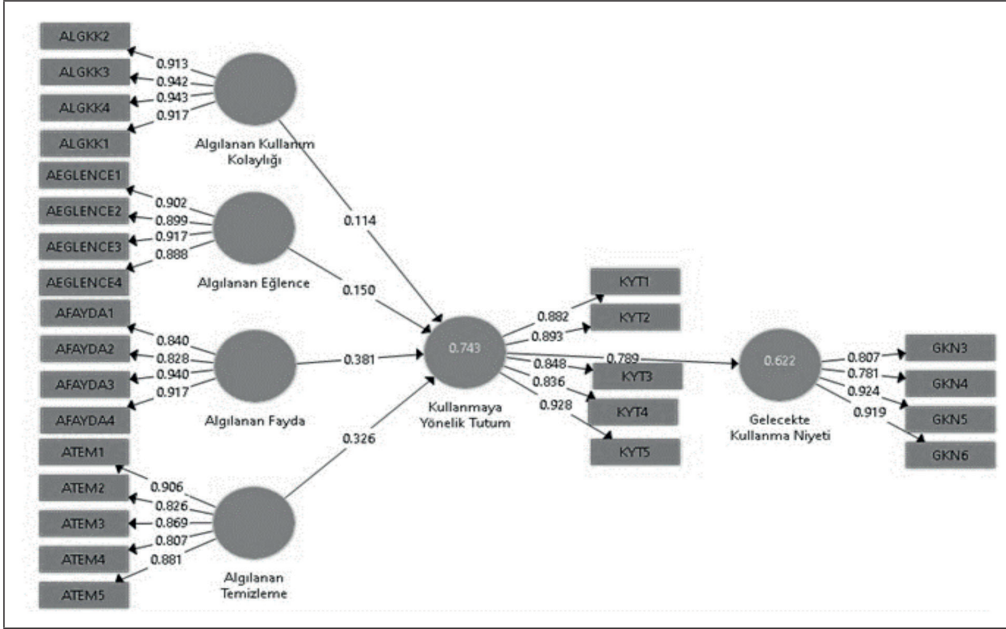 ALGKK2
ALGKK3
ALGKK4
ALGKK1
0.913
0.942
0.943
0.917
Algılanan Kullanım
Kolaylığı
AEGLENCE1
AEGLENCE2
AEGLENCE3
AEGLENCE4
0.902
0.899
0.917
0.888
Algılanan Eğlence
AFAYDA1
AFAYDA2
AFAYDA3
AFAYDA4
0.840
0.828
0.940
0.917
Algılanan Fayda
ATEM1
ATEM2
ATEM3
ATEM4
ATEM5
0.906
0.826
0.869
0.807
0.881
Algılanan
Temizleme
0.114
0.150
0.381
0.326
0.743
Kullanmaya
Yönelik Tutum
0.882
0.893
0.848
0.836
0.928
KYT1
KYT2
KYT3
KYT4
KYT5
0.789
0.622
Gelecekte
Kullanma Niyeti
0.807
0.781
0.924
0.919
GKN3
GKN4
GKN5
GKN6